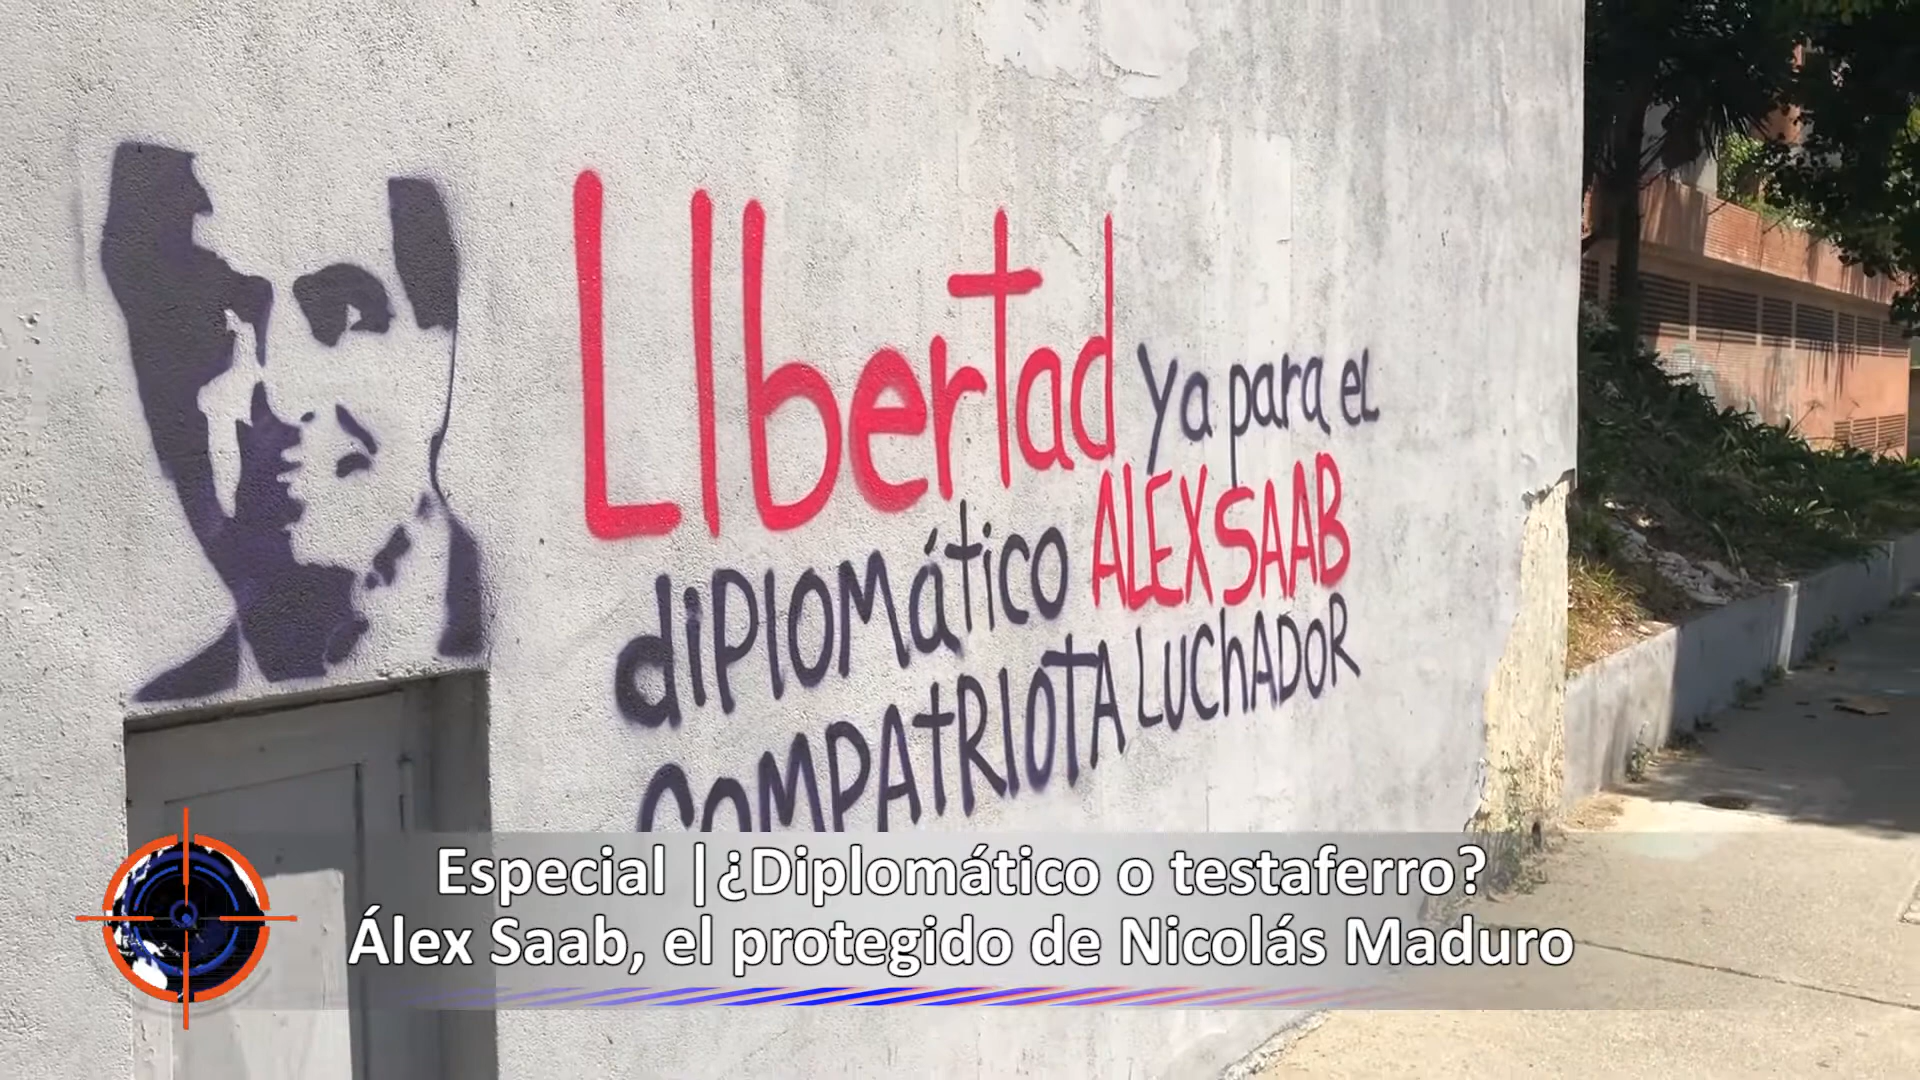 LIbertad ya para el
diPLOMático ALEX SAAB
COMPAtRIOTA LUChADOR
Especial |¿Diplomático o testaferro?
Álex Saab, el protegido de Nicolás Maduro